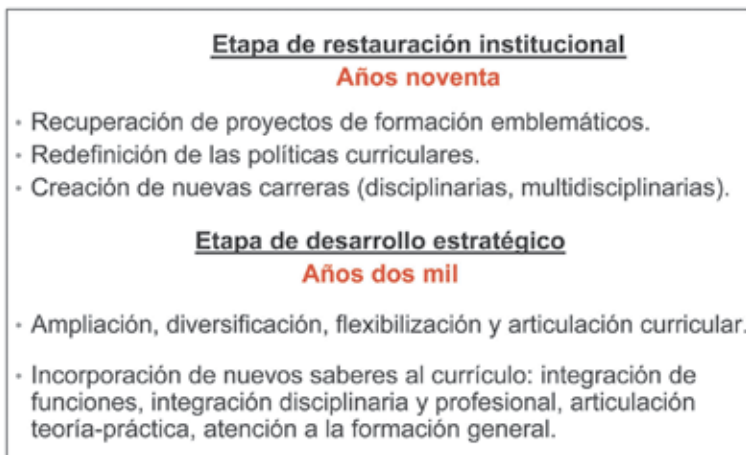 Etapa de restauración institucional
Años noventa
• Recuperación de proyectos de formación emblemáticos.
• Redefinición de las políticas curriculares.
• Creación de nuevas carreras (disciplinarias, multidisciplinarias).
Etapa de desarrollo estratégico
Años dos mil
• Ampliación, diversificación, flexibilización y articulación curricular.
• Incorporación de nuevos saberes al currículo: integración de
funciones, integración disciplinaria y profesional, articulación
teoría-práctica, atención a la formación general.